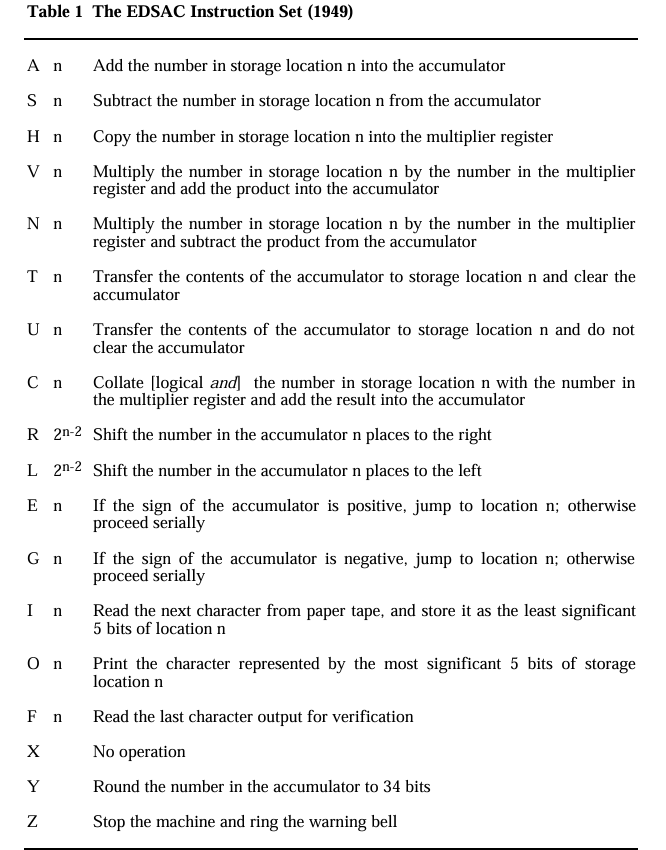 Table 1 The EDSAC Instruction Set (1949)
A n Add the number in storage location n into the accumulator
S n Subtract the number in storage location n from the accumulator
H n Copy the number in storage location n into the multiplier register
V n Multiply the number in storage location n by the number in the multiplier
register and add the product into the accumulator
N n Multiply the number in storage location n by the number in the multiplier
register and subtract the product from the accumulator
T n Transfer the contents of the accumulator to storage location n and clear the
accumulator
U n Transfer the contents of the accumulator to storage location n and do not
clear the accumulator
C n Collate [logical and] the number in storage location n with the number in
the multiplier register and add the result into the accumulator
R 2n-2 Shift the number in the accumulator n places to the right
L 2n-2 Shift the number in the accumulator n places to the left
E n If the sign of the accumulator is positive, jump to location n; otherwise
proceed serially
G n If the sign of the accumulator is negative, jump to location n; otherwise
proceed serially
I n Read the next character from paper tape, and store it as the least significant
5 bits of location n
O n Print the character represented by the most significant 5 bits of storage
location n
F n Read the last character output for verification
X No operation
Y Round the number in the accumulator to 34 bits
Z Stop the machine and ring the warning bell